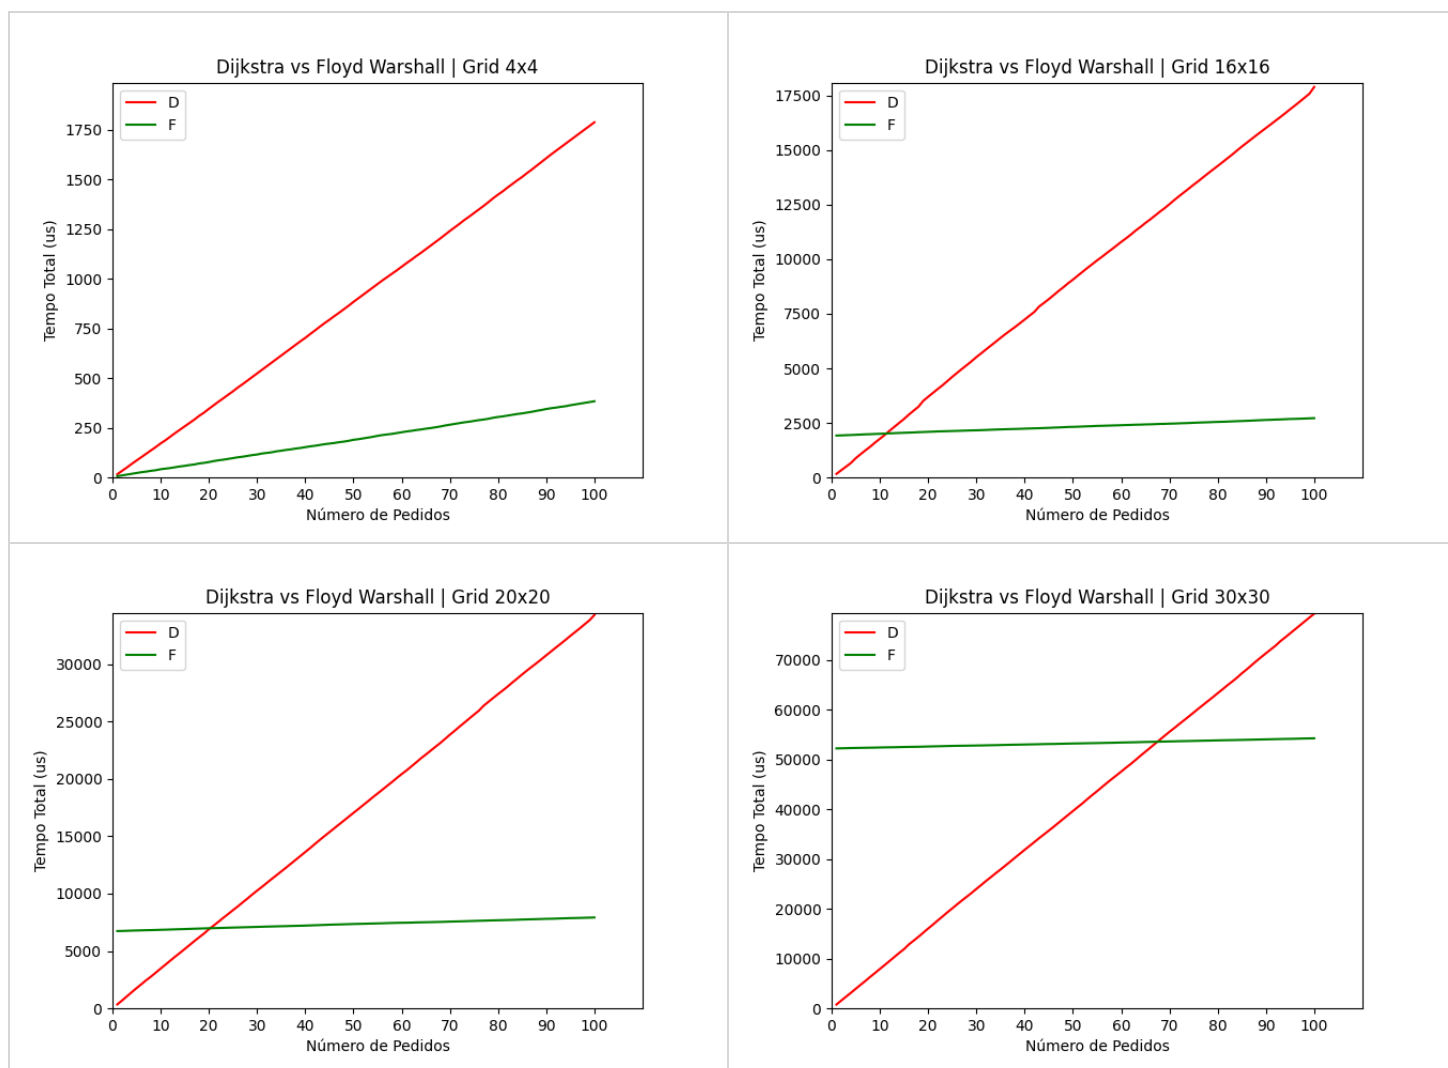 Dijkstra vs Floyd Warshall | Grid 4x4
D
F
1750
1500
1250
1000
750
500
250
0
Tempo Total (us)
0 10 20 30 40 50 60 70 80 90 100
Número de Pedidos
Dijkstra vs Floyd Warshall | Grid 16x16
D
F
17500
15000
12500
10000
7500
5000
2500
0
Tempo Total (us)
0 10 20 30 40 50 60 70 80 90 100
Número de Pedidos
Dijkstra vs Floyd Warshall | Grid 20x20
D
F
30000
25000
20000
15000
10000
5000
0
Tempo Total (us)
0 10 20 30 40 50 60 70 80 90 100
Número de Pedidos
Dijkstra vs Floyd Warshall | Grid 30x30
D
F
70000
60000
50000
40000
30000
20000
10000
0
Tempo Total (us)
0 10 20 30 40 50 60 70 80 90 100
Número de Pedidos